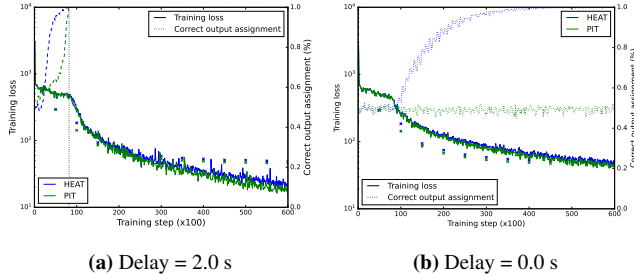 10⁴
10³
10²
10¹
Training loss
0 100 200 300 400 500 600
Training step (x100)
1.0
0.8
0.6
0.4
0.2
0.0
Correct output assignment (%)
Training loss
Correct output assignment
HEAT
PIT
(a) Delay = 2.0 s
10⁴
10³
10²
10¹
Training loss
0 100 200 300 400 500 600
Training step (x100)
1.0
0.8
0.6
0.4
0.2
0.0
Correct output assignment (%)
HEAT
PIT
Training loss
Correct output assignment
(b) Delay = 0.0 s